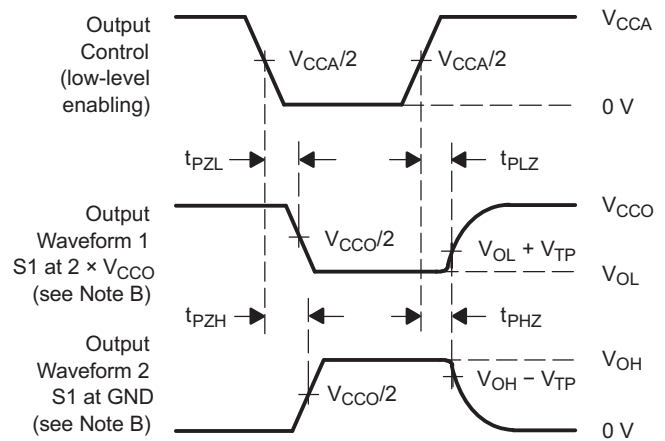 Output
Control
(low-level
enabling)
V_CCA/2
V_CCA/2
V_CCA
0 V
t_PZL
t_PLZ
Output
Waveform 1
S1 at 2 × V_CCO
(see Note B)
V_CCO/2
V_CCO
V_OL + V_TP
V_OL
t_PZH
t_PHZ
Output
Waveform 2
S1 at GND
(see Note B)
V_CCO/2
V_OH
V_OH − V_TP
0 V